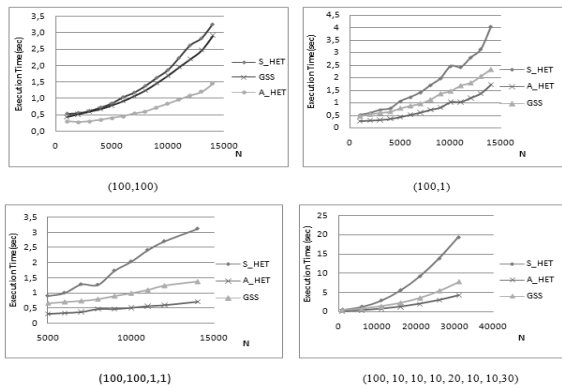 Execution Time(sec)
3,5
3,0
2,5
2,0
1,5
1,0
0,5
0,0
0
5000
10000
15000
N
S_HET
GSS
A_HET
(100,100)
Execution Time(sec)
4,5
4
3,5
3
2,5
2
1,5
1
0,5
0
0
5000
10000
15000
N
S_HET
GSS
A_HET
(100,1)
Execution Time(sec)
3,5
3
2,5
2
1,5
1
0,5
0
5000
10000
15000
N
S_HET
A_HET
GSS
(100,100,1,1)
Execution Time (sec)
25
20
15
10
5
0
0
10000
20000
30000
40000
N
S_HET
GSS
A_HET
(100, 10, 10, 10, 20, 10, 10,30)